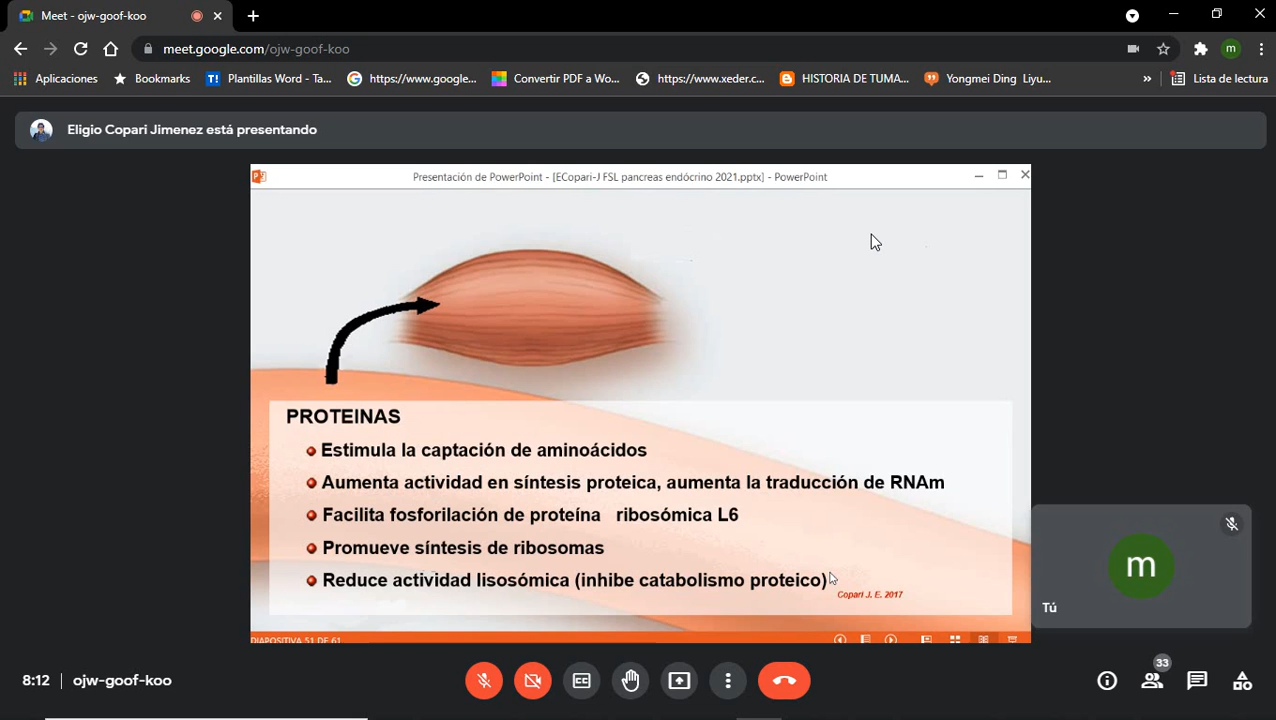 Meet - ojw-goof-koo
meet.google.com/ojw-goof-koo
m
Aplicaciones
Bookmarks
T!
Plantillas Word - Ta...
https://www.google...
Convertir PDF a Wo...
https://www.xeder.c...
HISTORIA DE TUMA...
Yongmei Ding Liyu...
»
Lista de lectura
Eligio Copari Jimenez está presentando
Presentación de PowerPoint - [ECopari-J FSL pancreas endócrino 2021.pptx] - PowerPoint
PROTEINAS
Estimula la captación de aminoácidos
Aumenta actividad en síntesis proteica, aumenta la traducción de RNAm
Facilita fosforilación de proteína ribosómica L6
Promueve síntesis de ribosomas
Reduce actividad lisosómica (inhibe catabolismo proteico)
Copari J. E. 2017
DIAPOSITIVA 51 DE 61
m
Tú
8:12 | ojw-goof-koo
33